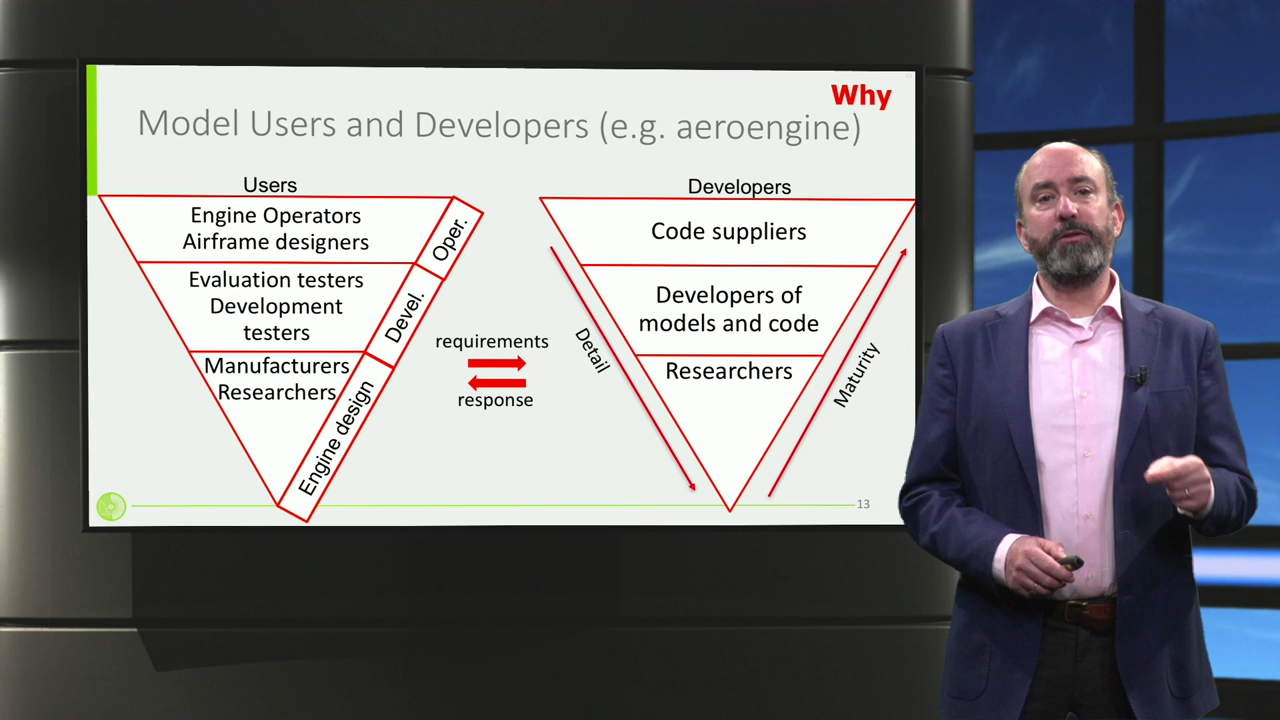 Why
Model Users and Developers (e.g. aeroengine)
Users
Engine Operators
Airframe designers
Oper.
Evaluation testers
Development
testers
Devel.
Manufacturers
Researchers
Engine design
requirements
response
Developers
Code suppliers
Developers of
models and code
Researchers
Detail
Maturity
13